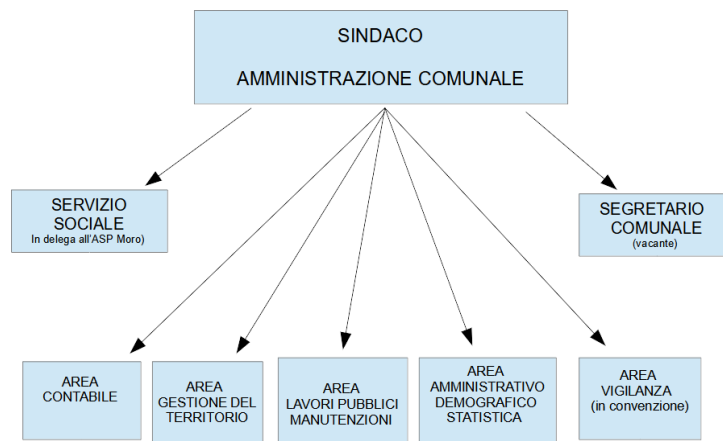 SINDACO
AMMINISTRAZIONE COMUNALE
SERVIZIO
SOCIALE
In delega all'ASP Moro)
SEGRETARIO
COMUNALE
(vacante)
AREA
CONTABILE
AREA
GESTIONE DEL
TERRITORIO
AREA
LAVORI PUBBLICI
MANUTENZIONI
AREA
AMMINISTRATIVO
DEMOGRAFICO
STATISTICA
AREA
VIGILANZA
(in convenzione)